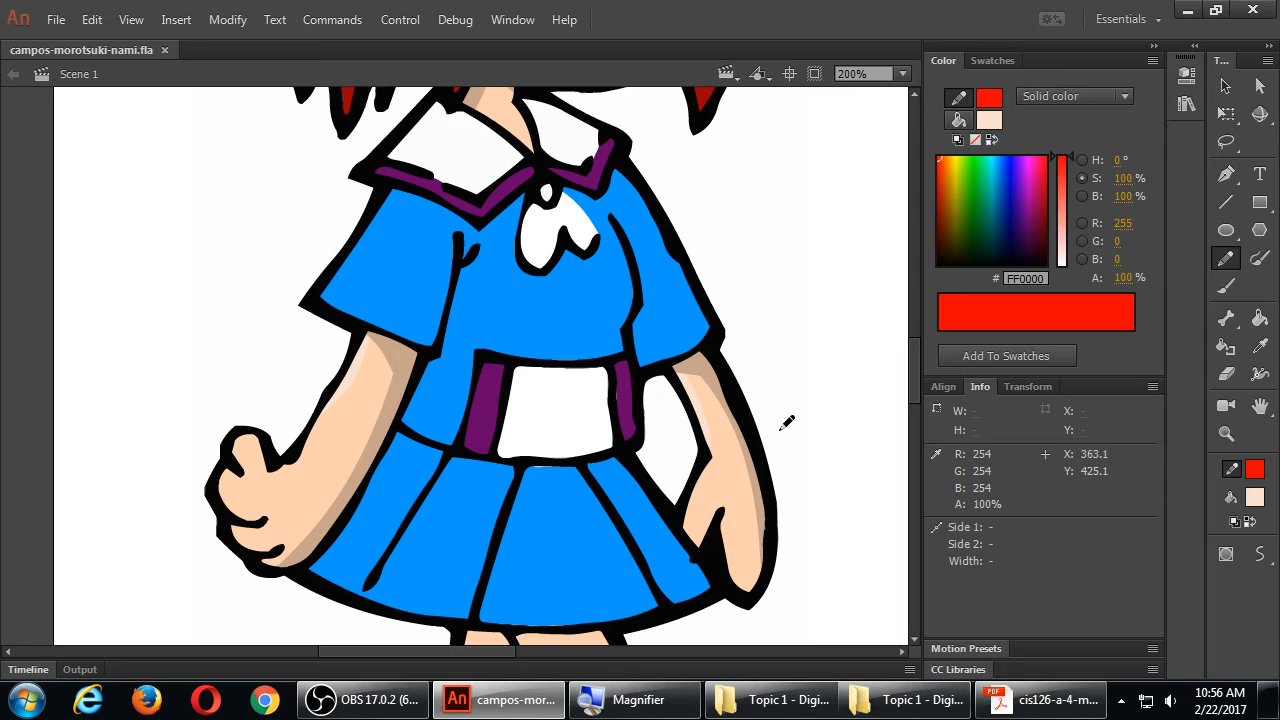 An File Edit View Insert Modify Text Commands Control Debug Window Help Essentials
campos-morotsuki-nami.fla ×
Scene 1 200%
Color Swatches T...
Solid color
H: 0 °
S: 100 %
B: 100 %
R: 255
G: 0
B: 0
# FF0000 A: 100 %
Add To Swatches
Align Info Transform
W: - X: -
H: - Y: -
R: 254 X: 363.1
G: 254 Y: 425.1
B: 254
A: 100%
Side 1: -
Side 2: -
Width: -
Motion Presets
Timeline Output CC Libraries
OBS 17.0.2 (6... An campos-mor... Magnifier Topic 1 - Digi... Topic 1 - Digi... PDF cis126-a-4-m...
10:56 AM
2/22/2017